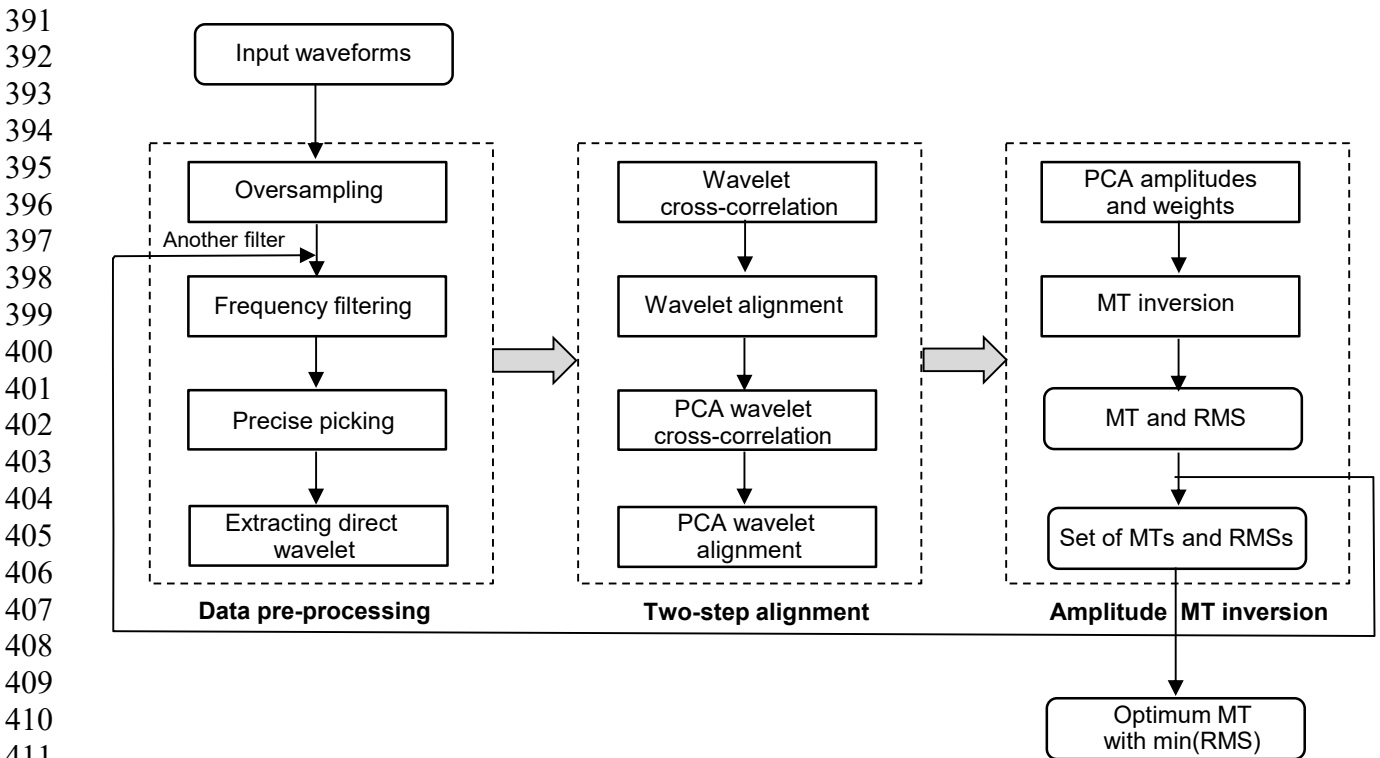 391
392
393
394
395
396
397
398
399
400
401
402
403
404
405
406
407
408
409
410
411
Input waveforms
Oversampling
Another filter
Frequency filtering
Precise picking
Extracting direct
wavelet
Data pre-processing
Wavelet
cross-correlation
Wavelet alignment
PCA wavelet
cross-correlation
PCA wavelet
alignment
Two-step alignment
PCA amplitudes
and weights
MT inversion
MT and RMS
Set of MTs and RMSs
Amplitude MT inversion
Optimum MT
with min(RMS)